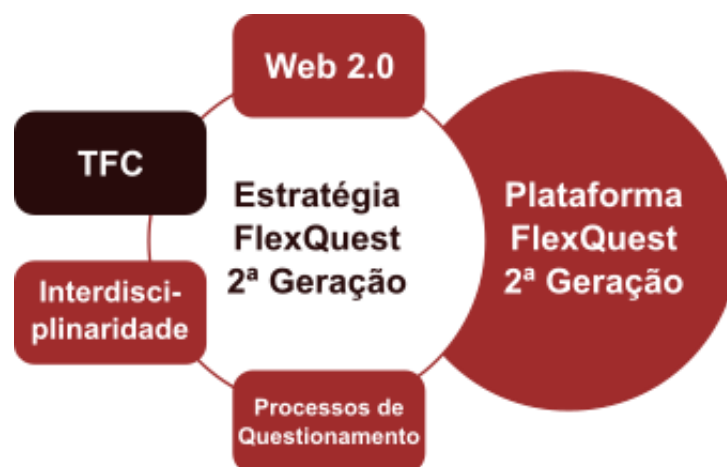 Web 2.0
TFC
Estratégia
FlexQuest
2ª Geração
Plataforma
FlexQuest
2ª Geração
Interdisci-
plinaridade
Processos de
Questionamento